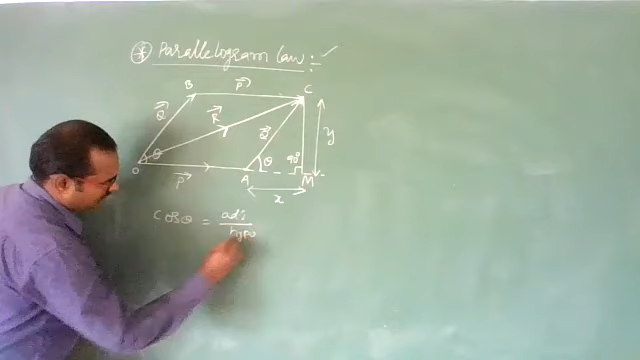 * Parallelogram Law :- ✓
B P C
Q R Q y
θ θ 90°
O P A M
x
cosθ = adj
hypo